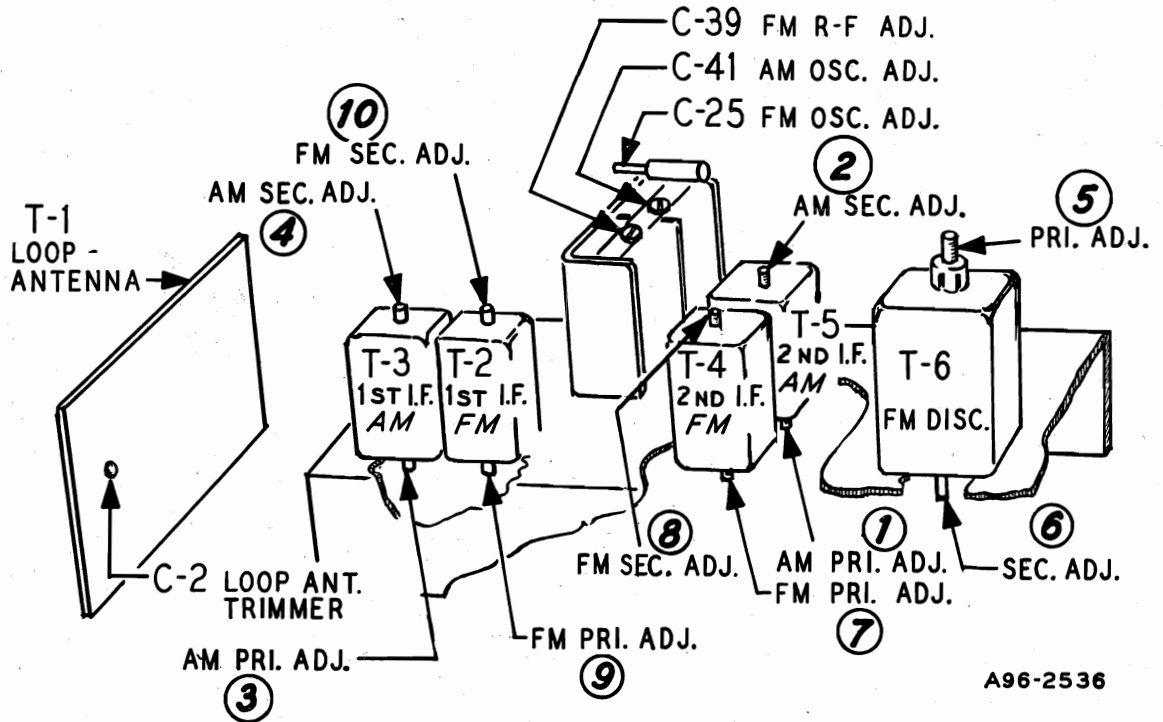 C-39 FM R-F ADJ.
C-41 AM OSC. ADJ.
C-25 FM OSC. ADJ.
10
FM SEC. ADJ.
2
AM SEC. ADJ.
AM SEC. ADJ.
4
5
PRI. ADJ.
T-1
LOOP -
ANTENNA
T-3
1ST I.F.
AM
T-2
1ST I.F.
FM
T-4
2ND I.F.
FM
T-5
2ND I.F.
AM
T-6
FM DISC.
C-2 LOOP ANT.
TRIMMER
8
FM SEC. ADJ.
1
AM PRI. ADJ.
FM PRI. ADJ.
7
6
SEC. ADJ.
AM PRI. ADJ.
3
FM PRI. ADJ.
9
A96-2536